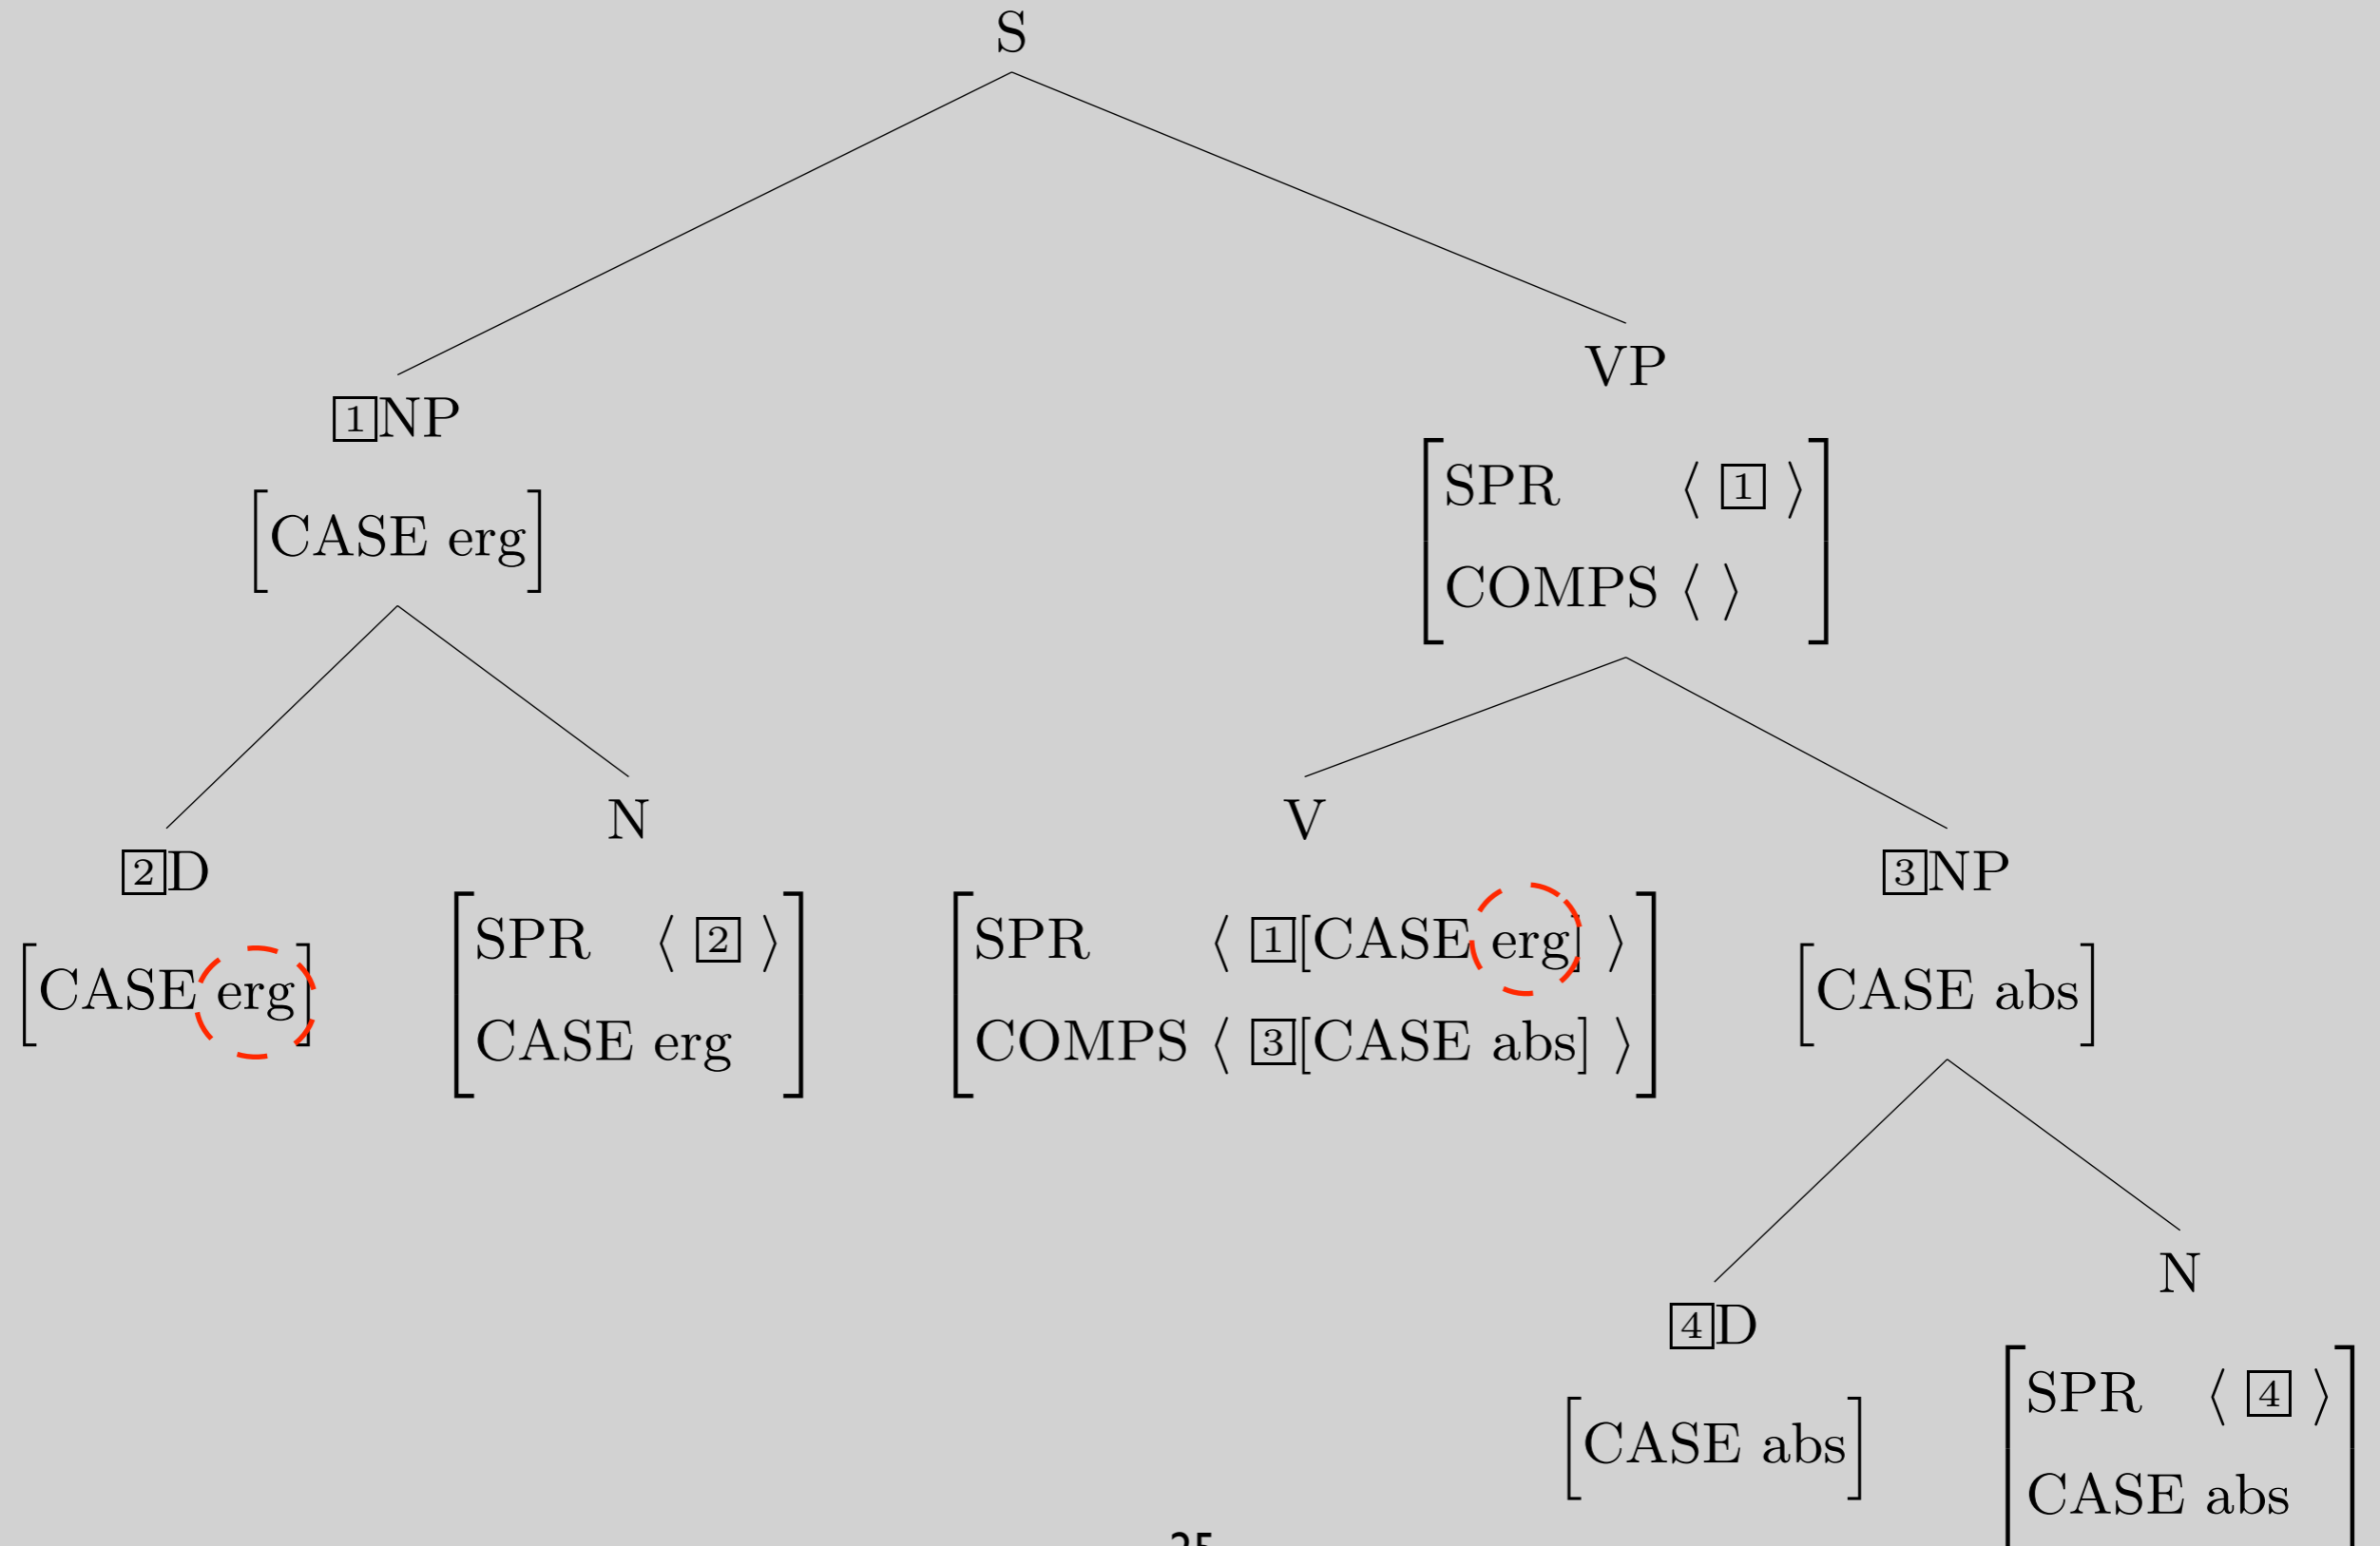 S
VP
1NP
[SPR ⟨ 1 ⟩]
[CASE erg]
[COMPS ⟨ ⟩]
N
V
2D
3NP
[SPR ⟨ 2 ⟩]
[SPR ⟨ 1[CASE erg] ⟩]
[CASE erg]
[CASE abs]
[CASE erg]
[COMPS ⟨ 3[CASE abs] ⟩]
N
4D
[SPR ⟨ 4 ⟩]
[CASE abs]
[CASE abs]
25